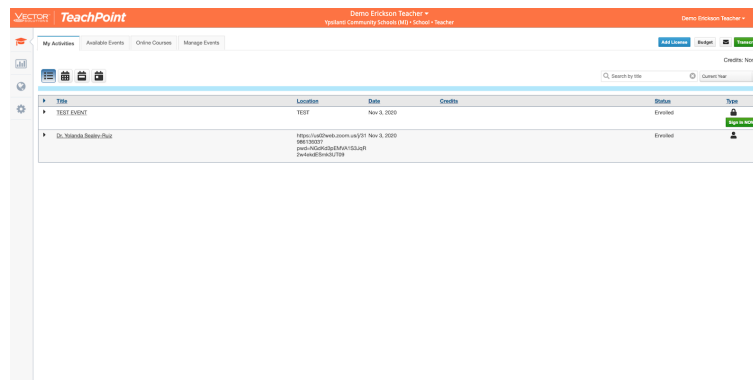 VECTOR SOLUTIONS TeachPoint
Demo Erickson Teacher
Ypsilanti Community Schools (MI) • School • Teacher
Demo Erickson Teacher
My Activities Available Events Online Courses Manage Events
Add License Budget
Credits:
Search by title
Current Year
Title Location Date Credits Status Type
TEST EVENT TEST Nov 3, 2020 Enrolled
Sign in NOW
Dr. Yolanda Sealey-Ruiz https://us02web.zoom.us/j/31 Nov 3, 2020 Enrolled